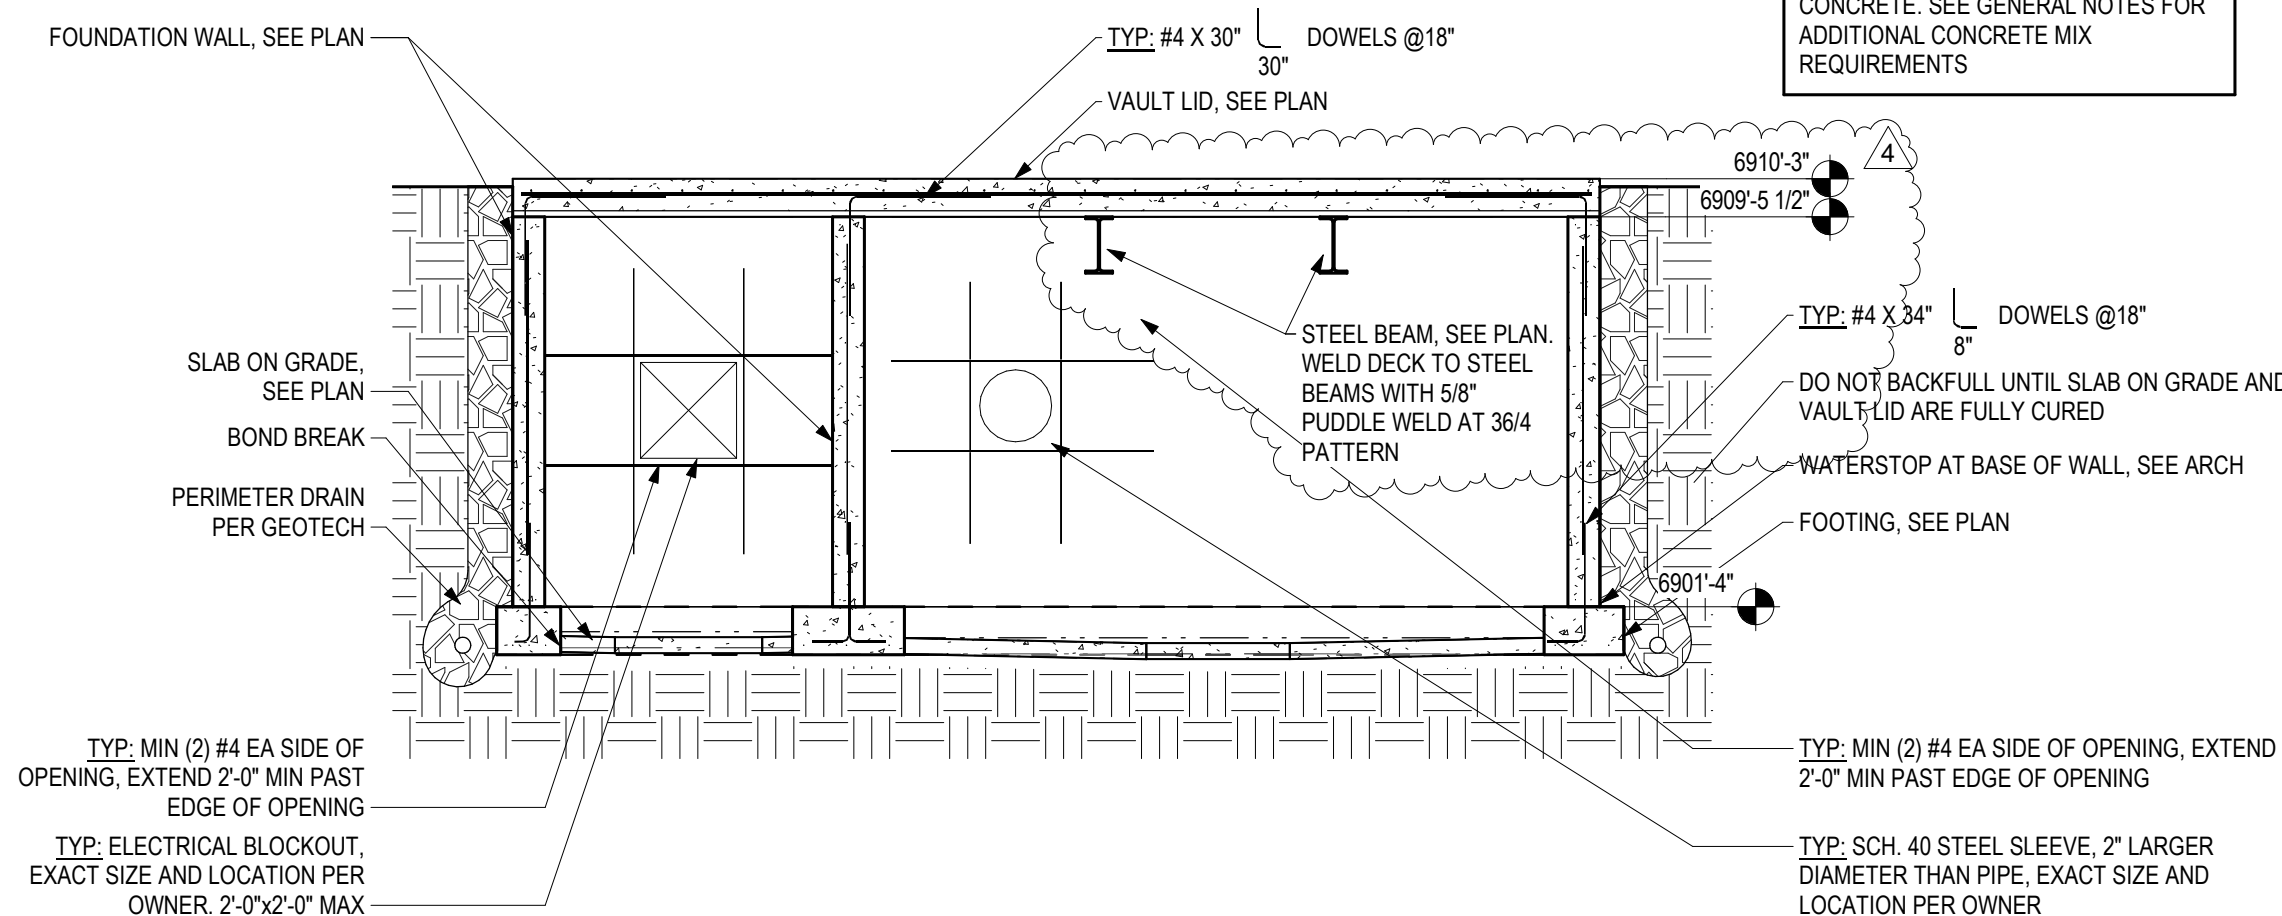 CONCRETE. SEE GENERAL NOTES FOR
ADDITIONAL CONCRETE MIX
REQUIREMENTS
FOUNDATION WALL, SEE PLAN
TYP: #4 X 30" DOWELS @18"
30"
VAULT LID, SEE PLAN
4
6910'-3"
6909'-5 1/2"
TYP: #4 X 34" DOWELS @18"
8"
STEEL BEAM, SEE PLAN.
WELD DECK TO STEEL
BEAMS WITH 5/8"
PUDDLE WELD AT 36/4
PATTERN
SLAB ON GRADE,
SEE PLAN
BOND BREAK
PERIMETER DRAIN
PER GEOTECH
DO NOT BACKFULL UNTIL SLAB ON GRADE AND
VAULT LID ARE FULLY CURED
WATERSTOP AT BASE OF WALL, SEE ARCH
FOOTING, SEE PLAN
6901'-4"
TYP: MIN (2) #4 EA SIDE OF
OPENING, EXTEND 2'-0" MIN PAST
EDGE OF OPENING
TYP: ELECTRICAL BLOCKOUT,
EXACT SIZE AND LOCATION PER
OWNER. 2'-0"x2'-0" MAX
TYP: MIN (2) #4 EA SIDE OF OPENING, EXTEND
2'-0" MIN PAST EDGE OF OPENING
TYP: SCH. 40 STEEL SLEEVE, 2" LARGER
DIAMETER THAN PIPE, EXACT SIZE AND
LOCATION PER OWNER